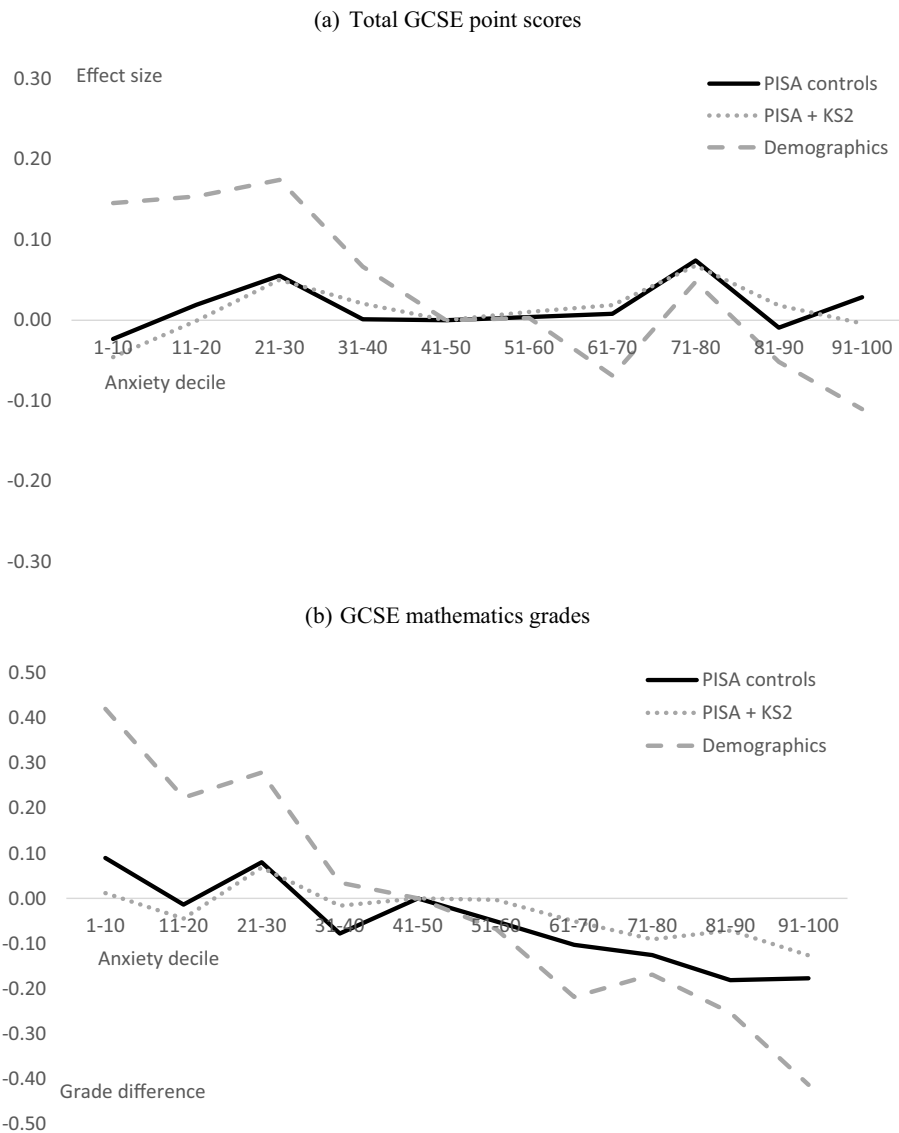 (a) Total GCSE point scores
0.30
Effect size
PISA controls
PISA + KS2
Demographics
0.20
0.10
0.00
1-10 11-20 21-30 31-40 41-50 51-60 61-70 71-80 81-90 91-100
Anxiety decile
-0.10
-0.20
-0.30
(b) GCSE mathematics grades
0.50
PISA controls
0.40
PISA + KS2
Demographics
0.30
0.20
0.10
0.00
1-10 11-20 21-30 31-40 41-50 51-60 61-70 71-80 81-90 91-100
-0.10
Anxiety decile
-0.20
-0.30
-0.40
Grade difference
-0.50